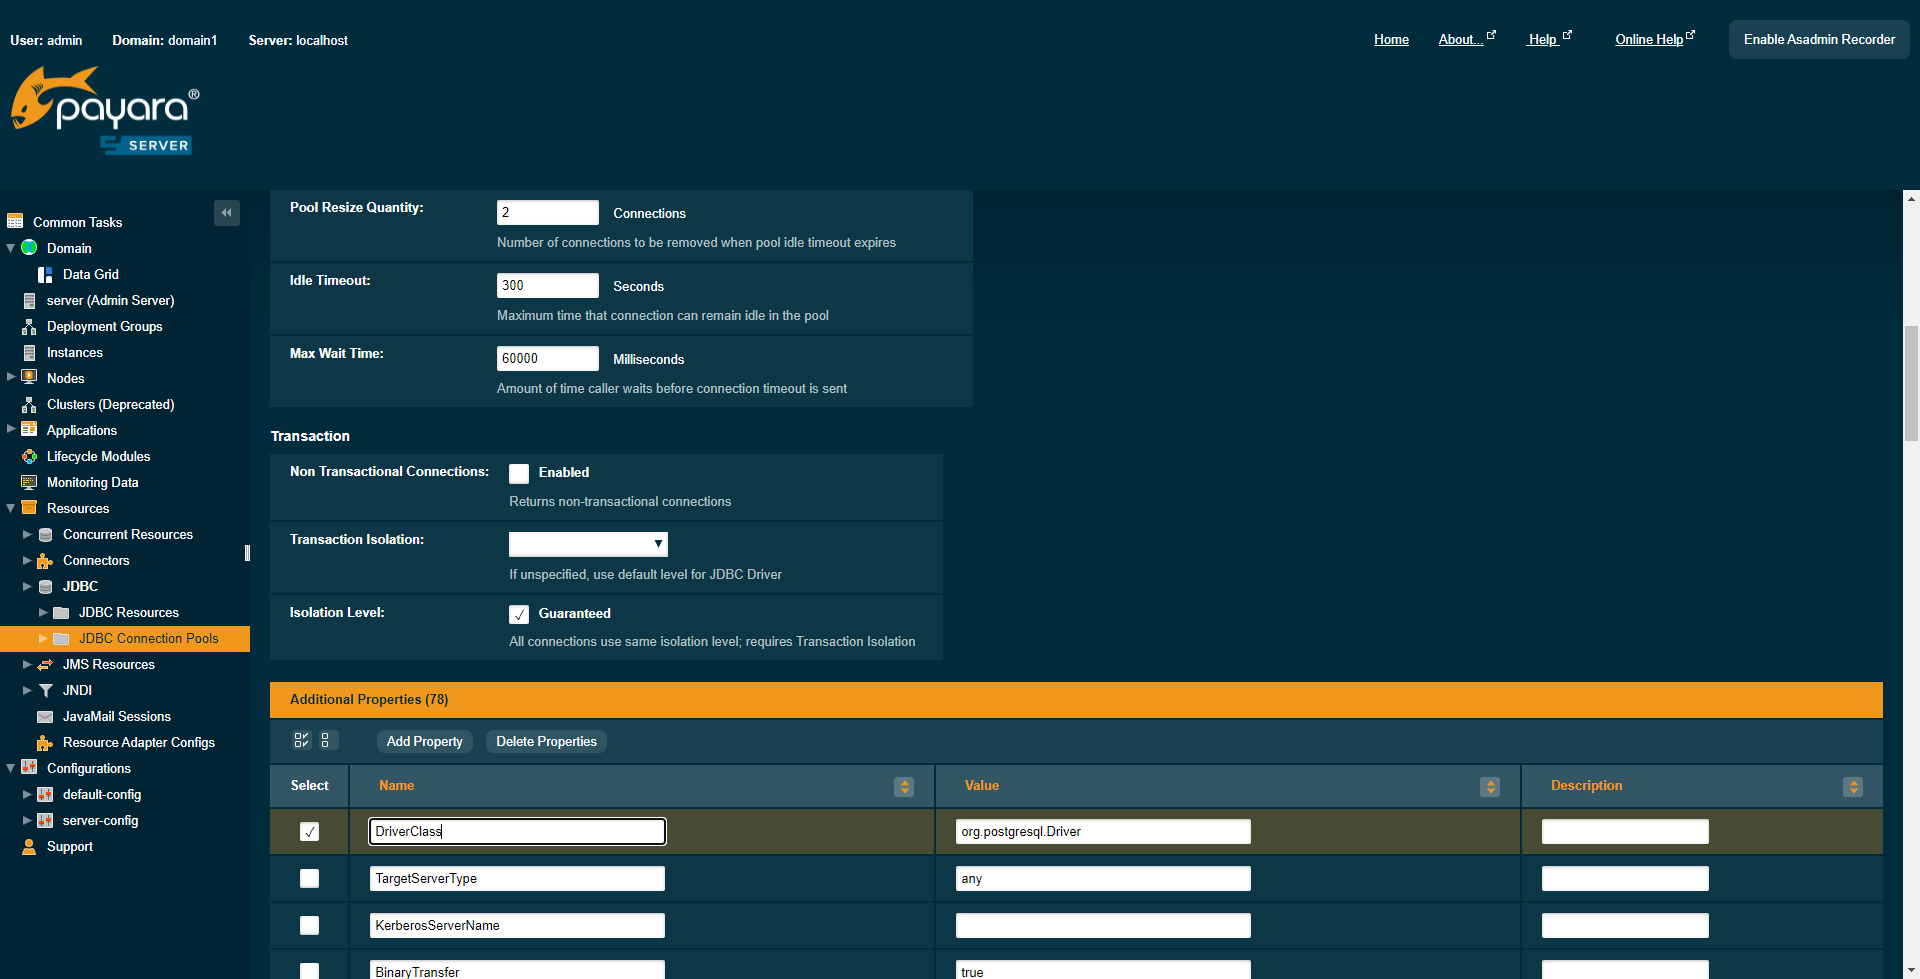 User: admin Domain: domain1 Server: localhost
Home About... Help Online Help Enable Asadmin Recorder
payara®
SERVER
Common Tasks
Domain
Data Grid
server (Admin Server)
Deployment Groups
Instances
Nodes
Clusters (Deprecated)
Applications
Lifecycle Modules
Monitoring Data
Resources
Concurrent Resources
Connectors
JDBC
JDBC Resources
JDBC Connection Pools
JMS Resources
JNDI
JavaMail Sessions
Resource Adapter Configs
Configurations
default-config
server-config
Support
Pool Resize Quantity: 2 Connections
Number of connections to be removed when pool idle timeout expires
Idle Timeout: 300 Seconds
Maximum time that connection can remain idle in the pool
Max Wait Time: 60000 Milliseconds
Amount of time caller waits before connection timeout is sent
Transaction
Non Transactional Connections: Enabled
Returns non-transactional connections
Transaction Isolation:
If unspecified, use default level for JDBC Driver
Isolation Level: Guaranteed
All connections use same isolation level; requires Transaction Isolation
Additional Properties (78)
Add Property Delete Properties
Select Name Value Description
DriverClass org.postgresql.Driver
TargetServerType any
KerberosServerName
BinaryTransfer true